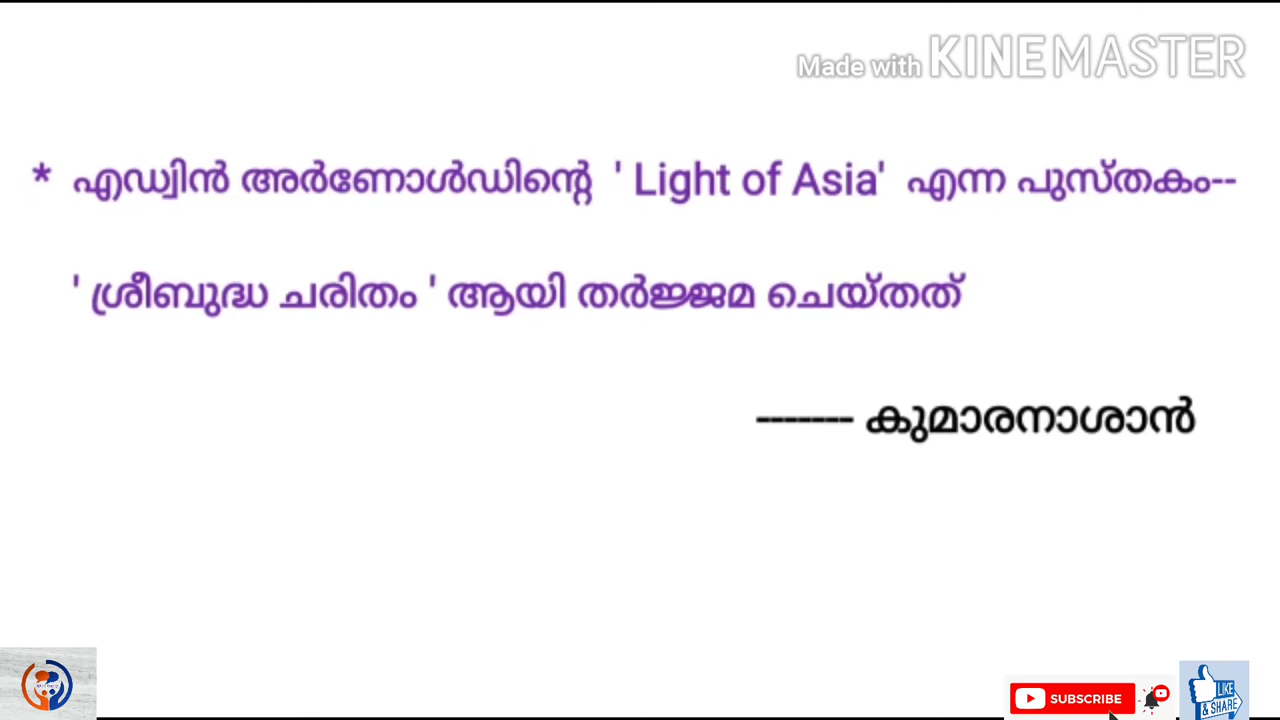 Made with KINEMASTER
* എഡ്വിൻ അർണോൾഡിന്റെ ' Light of Asia' എന്ന പുസ്തകം--
' ശ്രീബുദ്ധ ചരിതം ' ആയി തർജ്ജമ ചെയ്തത്
------- കുമാരനാശാൻ
SUBSCRIBE
LIKE
& SHARE